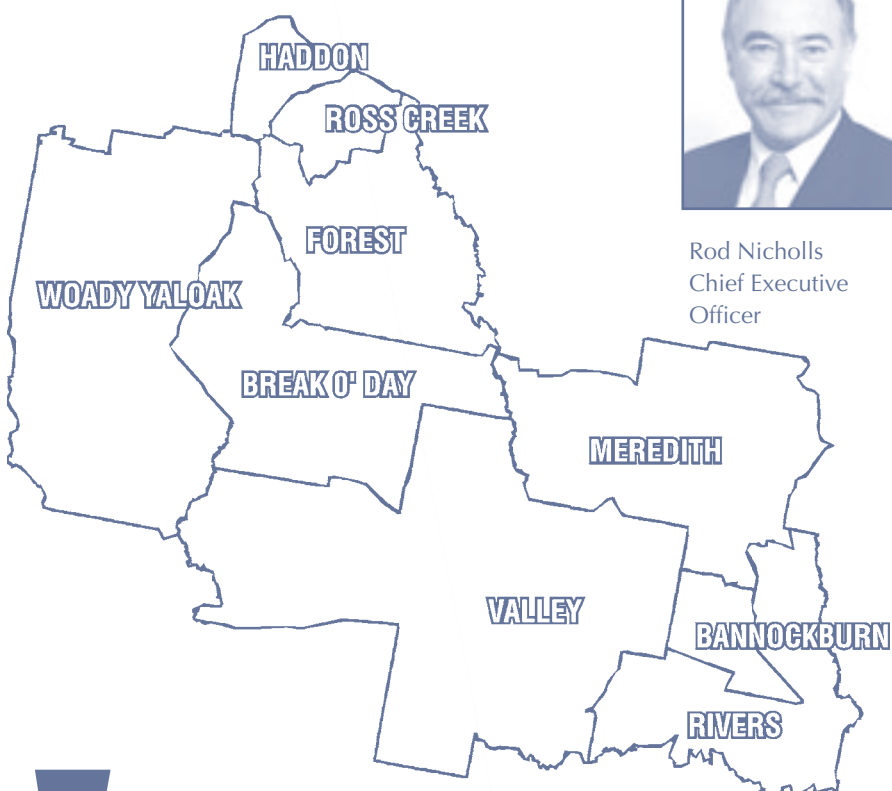 HADDON
ROSS CREEK
FOREST
WOADY YALOAK
Rod Nicholls
Chief Executive
Officer
BREAK O' DAY
MEREDITH
VALLEY
BANNOCKBURN
RIVERS